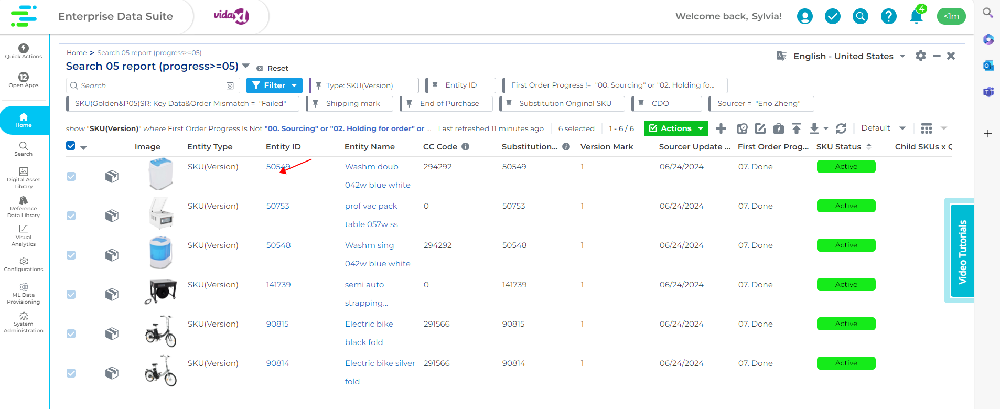 Enterprise Data Suite
vidaXL
Welcome back, Sylvia!
4
<1m
Quick Actions
12
Open Apps
Home
Search
Digital Asset
Library
Reference
Data Library
Visual
Analytics
Configurations
ML Data
Provisioning
System
Administration
Home > Search 05 report (progress>=05)
English - United States
Search 05 report (progress>=05)
Reset
Search
Filter
Type: SKU(Version)
Entity ID
First Order Progress != "00. Sourcing" or "02. Holding fo...
SKU(Golden&P05)SR: Key Data&Order Mismatch = "Failed"
Shipping mark
End of Purchase
Substitution Original SKU
CDO
Sourcer = "Eno Zheng"
show "SKU(Version)" where First Order Progress Is Not "00. Sourcing" or "02. Holding for order" or ...
Last refreshed 11 minutes ago
6 selected
1 - 6 / 6
Actions
Default
Image Entity Type Entity ID Entity Name CC Code Substitution... Version Mark Sourcer Update ... First Order Prog... SKU Status Child SKUs x Q
SKU(Version) 50549 Washm doub 294292 50549 1 06/24/2024 07. Done Active
042w blue white
SKU(Version) 50753 prof vac pack 0 50753 1 06/24/2024 07. Done Active
table 057w ss
SKU(Version) 50548 Washm sing 294292 50548 1 06/24/2024 07. Done Active
042w blue white
SKU(Version) 141739 semi auto 0 141739 1 06/24/2024 07. Done Active
strapping...
SKU(Version) 90815 Electric bike 291566 90815 1 06/24/2024 07. Done Active
black fold
SKU(Version) 90814 Electric bike silver 291566 90814 1 06/24/2024 07. Done Active
fold
Video Tutorials